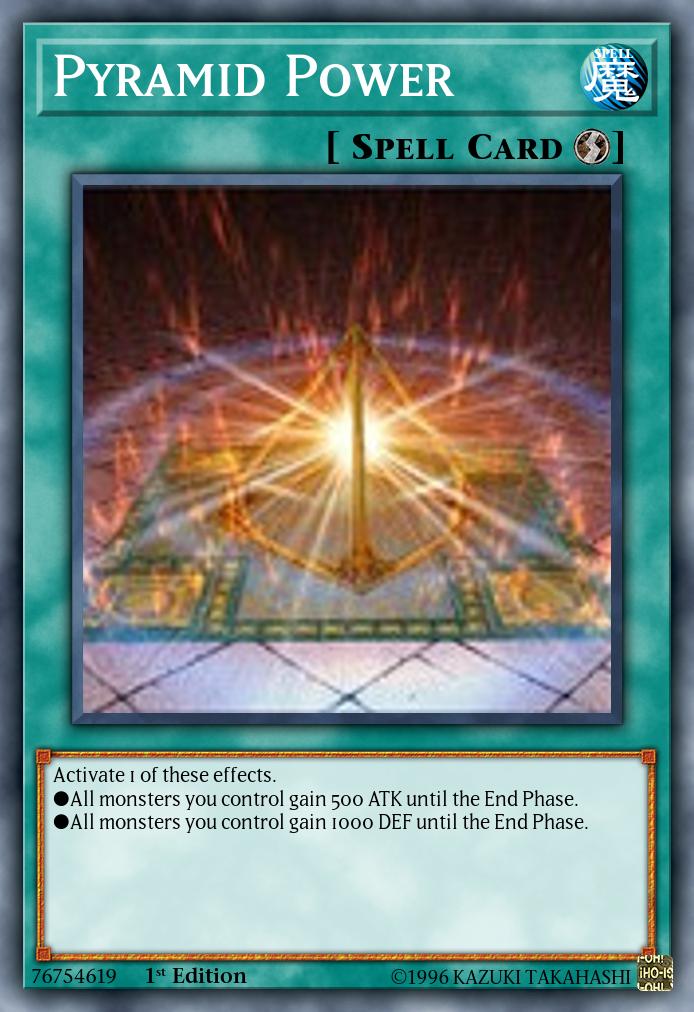 Pyramid Power
SPELL
魔
[ Spell Card ]
Activate 1 of these effects.
●All monsters you control gain 500 ATK until the End Phase.
●All monsters you control gain 1000 DEF until the End Phase.
76754619 1st Edition ©1996 KAZUKI TAKAHASHI